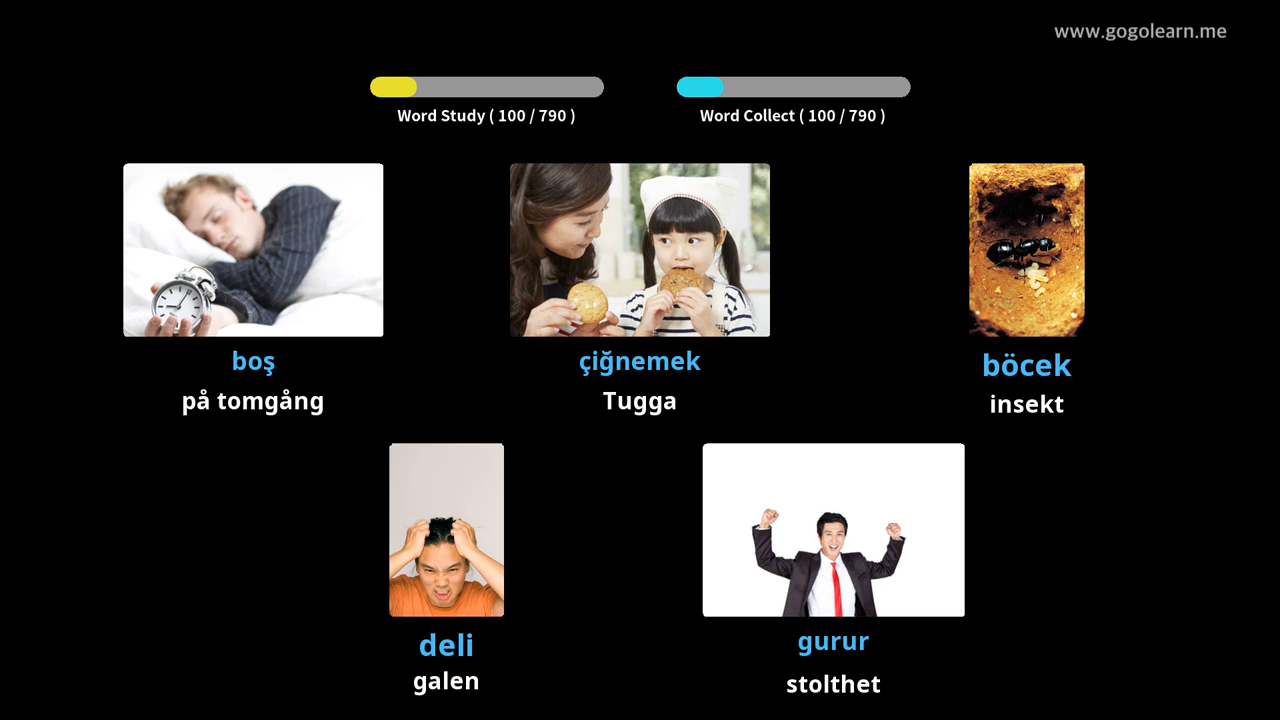 www.gogolearn.me
Word Study ( 100 / 790 )
Word Collect ( 100 / 790 )
boş
på tomgång
çiğnemek
Tugga
böcek
insekt
deli
galen
gurur
stolthet